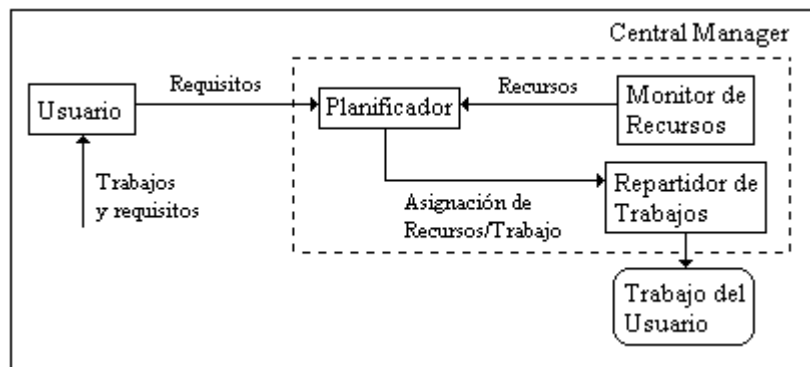 Central Manager
Requisitos
Recursos
Usuario
Planificador
Monitor de
Recursos
Trabajos
y requisitos
Asignación de
Recursos/Trabajo
Repartidor de
Trabajos
Trabajo del
Usuario